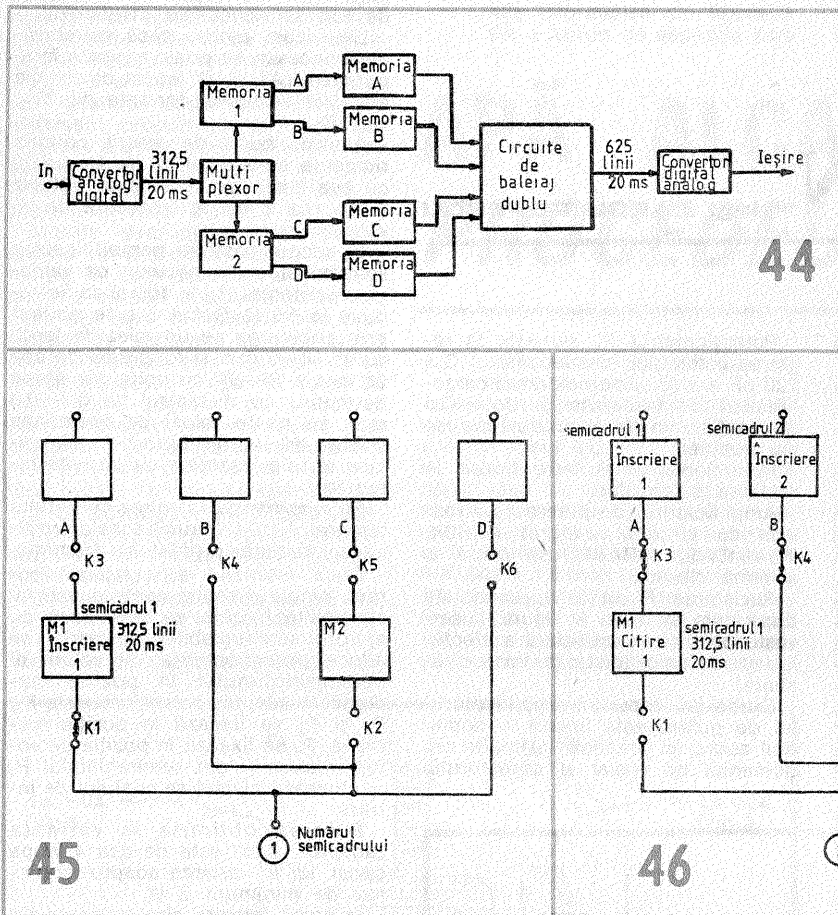 In
Convertor
analog-
digital
312,5
linii
20 ms
Multi
plexor
Memoria
1
Memoria
2
A
B
C
D
Memoria
A
Memoria
B
Memoria
C
Memoria
D
Circuite
de
baleiaj
dublu
625
linii
20 ms
Convertor
digital
analog
Ieșire
44
A
K3
B
K4
C
K5
D
K6
semicadrul 1
M1
Înscriere
1
312,5 linii
20 ms
M2
K1
K2
1
Numărul
semicadrului
45
semicadrul 1
Înscriere
1
semicadrul 2
Înscriere
2
A
K3
B
K4
M1
Citire
semicadrul 1
312,5 linii
20 ms
K1
46